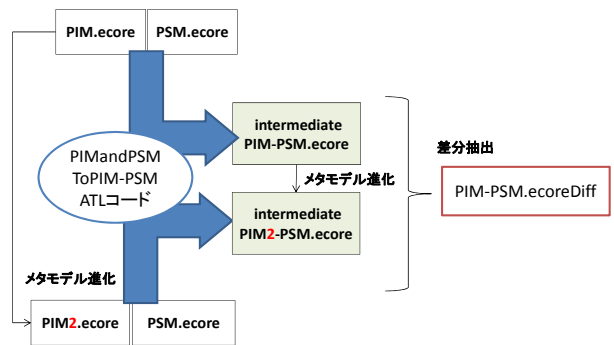 PIM.ecore
PSM.ecore
intermediate
PIM-PSM.ecore
PIMandPSM
ToPIM-PSM
ATLコード
メタモデル進化
差分抽出
PIM-PSM.ecoreDiff
intermediate
PIM2-PSM.ecore
メタモデル進化
PIM2.ecore
PSM.ecore